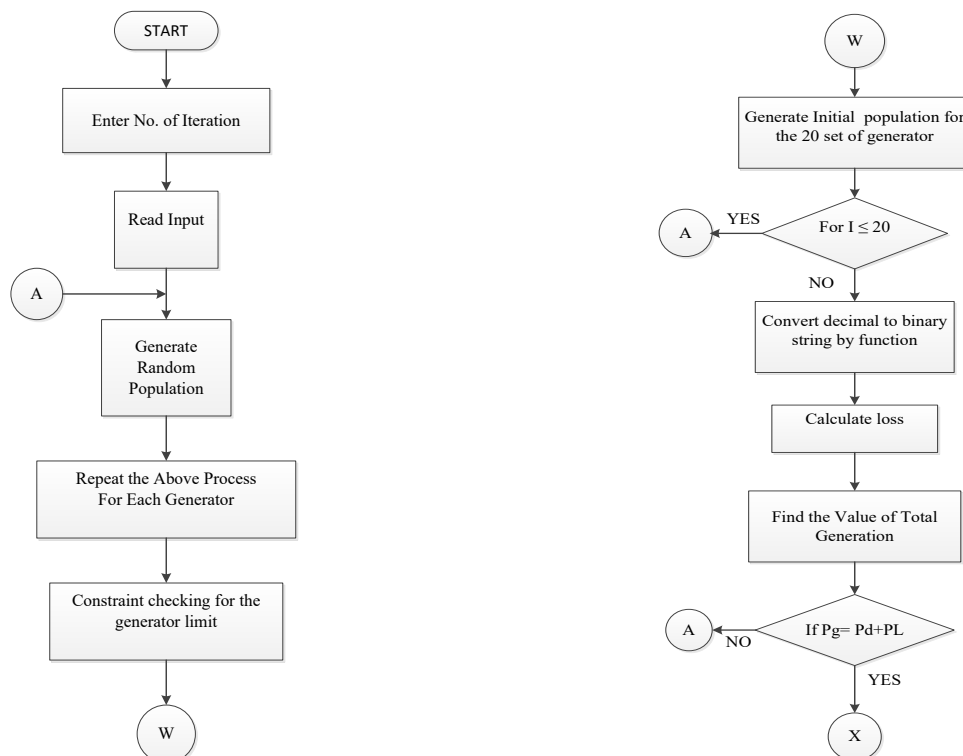 START
Enter No. of Iteration
Read Input
A
Generate
Random
Population
Repeat the Above Process
For Each Generator
Constraint checking for the
generator limit
W
W
Generate Initial population for
the 20 set of generator
For I ≤ 20
YES
A
NO
Convert decimal to binary
string by function
Calculate loss
Find the Value of Total
Generation
If Pg= Pd+PL
A
NO
YES
X